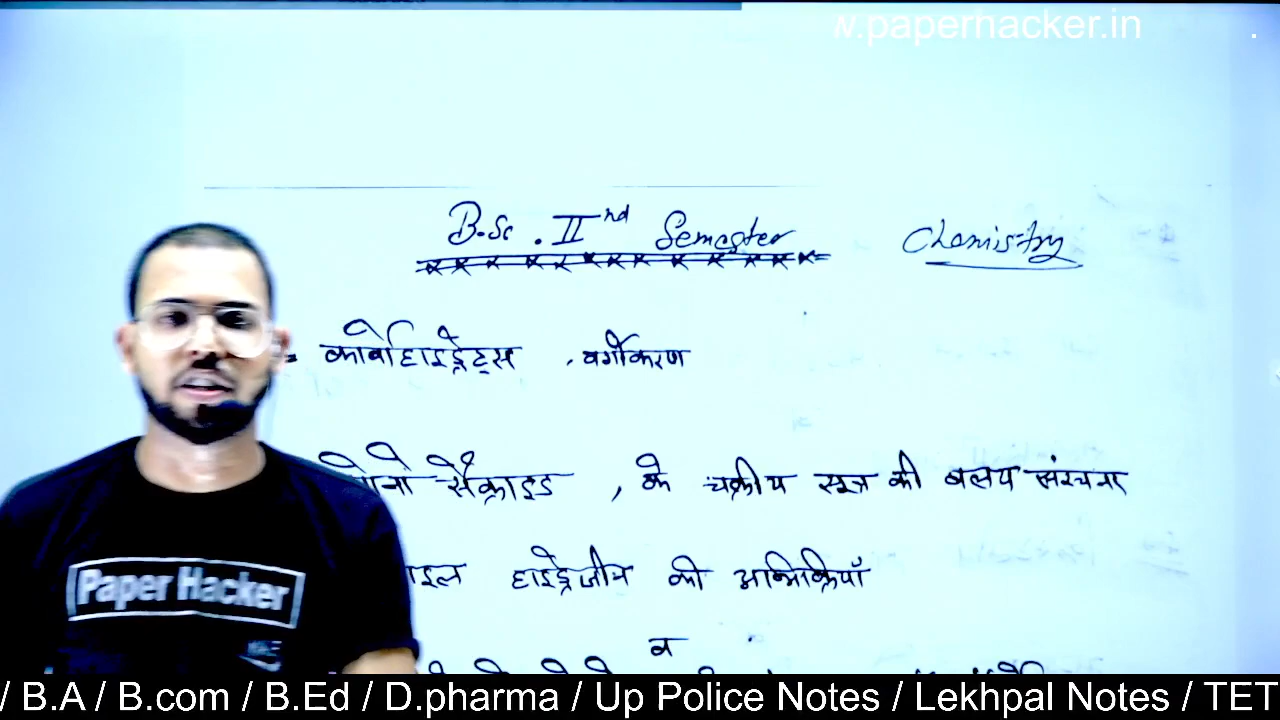 w.paperhacker.in
B.Sc. IInd Semester
Chemistry
= कार्बोहाइड्रेट्स , वर्गीकरण
मोनो सैकेराइड , के चक्रीय सूत्र की वलय संरचना
हाइड्रेजीन की अभिक्रियाँ
व
Paper Hacker
/ B.A / B.com / B.Ed / D.pharma / Up Police Notes / Lekhpal Notes / TET